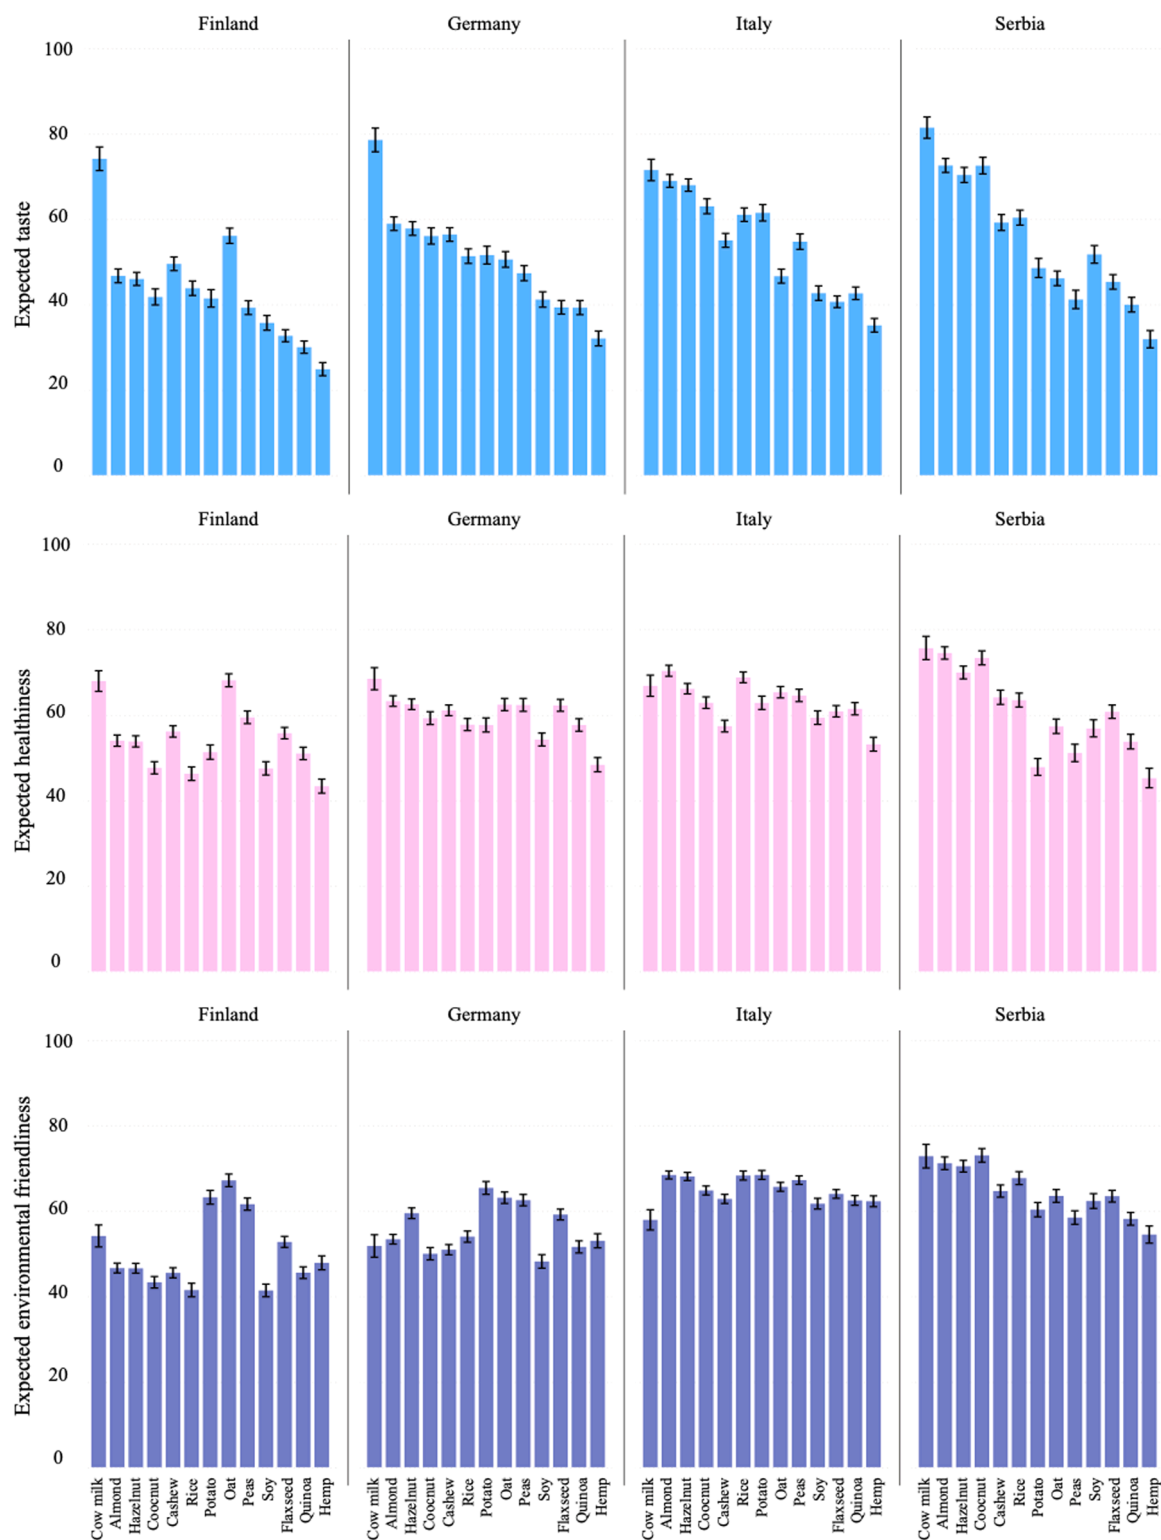 Finland Germany Italy Serbia
Expected taste
100
80
60
40
20
0
Finland Germany Italy Serbia
Expected healthiness
100
80
60
40
20
0
Finland Germany Italy Serbia
Expected environmental friendliness
100
80
60
40
20
0
Cow milk Almond Hazelnut Coocnut Cashew Rice Potato Oat Peas Soy Flaxseed Quinoa Hemp
Cow milk Almond Hazelnut Coocnut Cashew Rice Potato Oat Peas Soy Flaxseed Quinoa Hemp
Cow milk Almond Hazelnut Coocnut Cashew Rice Potato Oat Peas Soy Flaxseed Quinoa Hemp
Cow milk Almond Hazelnut Coocnut Cashew Rice Potato Oat Peas Soy Flaxseed Quinoa Hemp